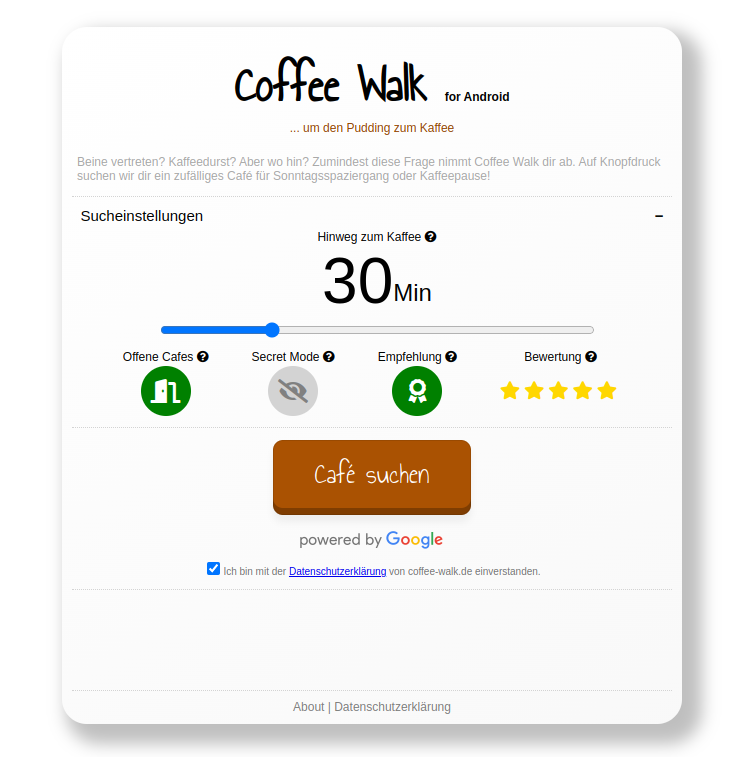 Coffee Walk for Android
... um den Pudding zum Kaffee
Beine vertreten? Kaffeedurst? Aber wo hin? Zumindest diese Frage nimmt Coffee Walk dir ab. Auf Knopfdruck
suchen wir dir ein zufälliges Café für Sonntagsspaziergang oder Kaffeepause!
Sucheinstellungen –
Hinweg zum Kaffee ?
30Min
Offene Cafes ? Secret Mode ? Empfehlung ? Bewertung ?
Café suchen
powered by Google
Ich bin mit der Datenschutzerklärung von coffee-walk.de einverstanden.
About | Datenschutzerklärung